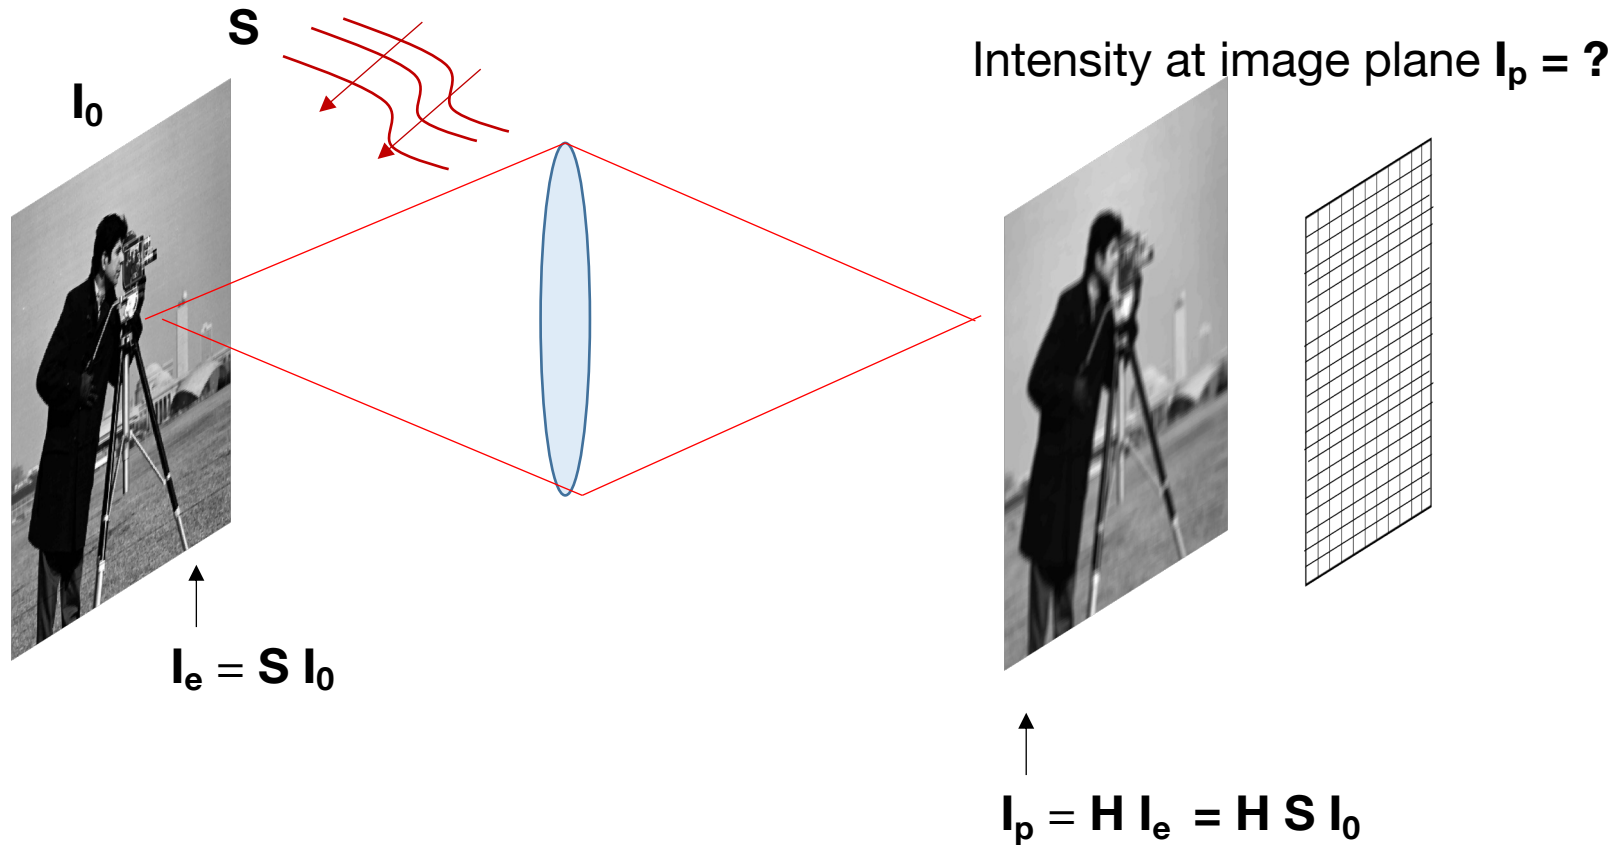 S
Intensity at image plane Iₚ = ?
I₀
Iₑ = S I₀
Iₚ = H Iₑ = H S I₀